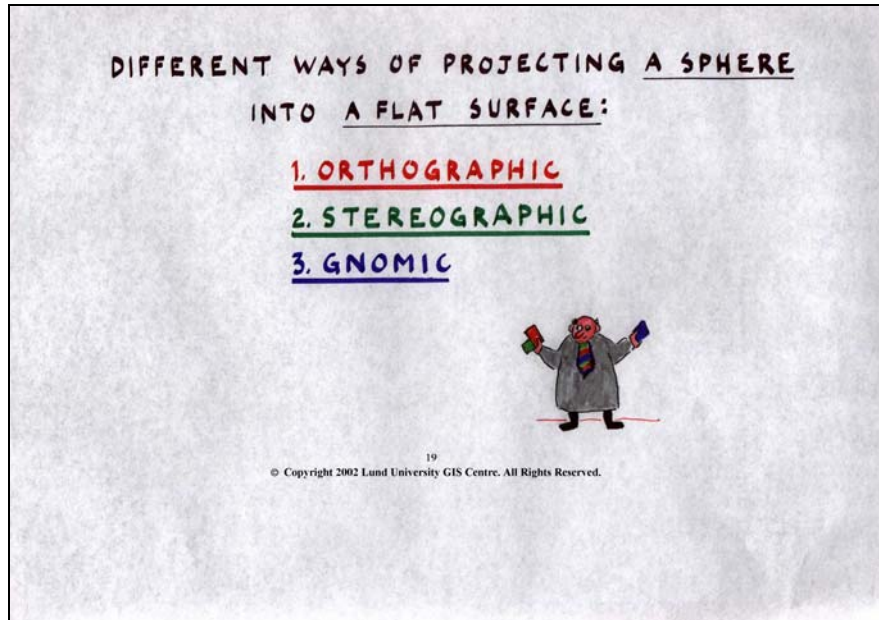 DIFFERENT WAYS OF PROJECTING A SPHERE
INTO A FLAT SURFACE:
1. ORTHOGRAPHIC
2. STEREOGRAPHIC
3. GNOMIC
19
© Copyright 2002 Lund University GIS Centre. All Rights Reserved.